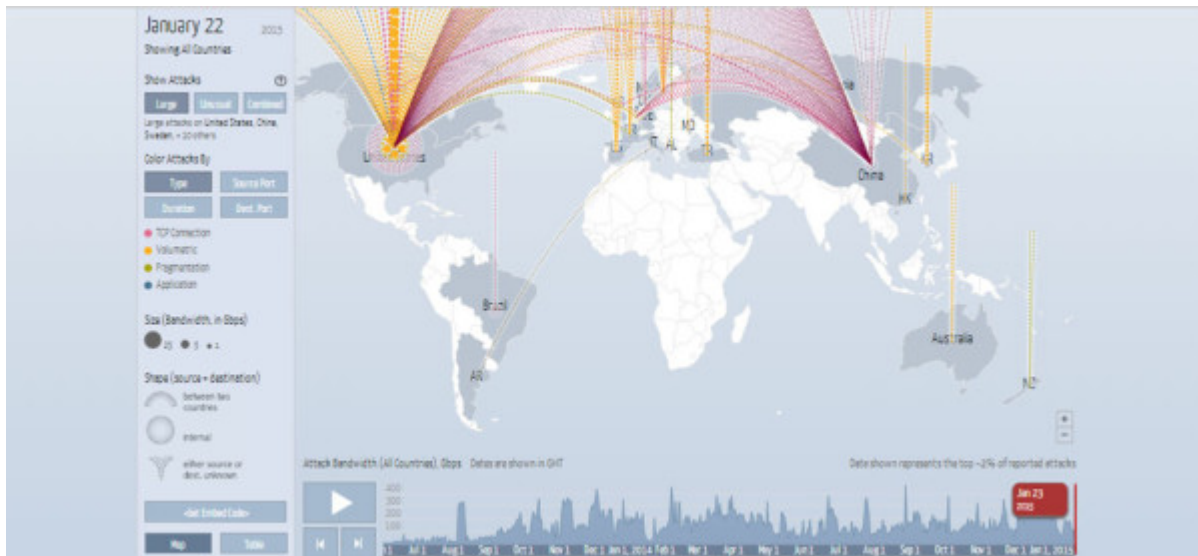 January 22 2015
Showing All Countries
Show Attacks
Large Unusual Combined
Large attacks on United States, China,
Sweden, + 20 others
Color Attacks By
Type Source Port
Duration Dest. Port
TCP Connection
Volumetric
Fragmentation
Application
Size (Bandwidth, in Gbps)
25 5 1
Shape (source + destination)
between two
countries
internal
either source or
dest. unknown
<Get Embed Code>
Map Table
United States
Brazil
AR
IT
AL
MD
TR
China
HK
KR
Australia
NZ
+
−
Attack Bandwidth (All Countries), Gbps Dates are shown in GMT
Data shown represents the top ~2% of reported attacks
400
300
200
100
Jan 23
2015
Jul 1 Aug 1 Sep 1 Oct 1 Nov 1 Dec 1 Jan 1, 2014 Feb 1 Mar 1 Apr 1 May 1 Jun 1 Jul 1 Aug 1 Sep 1 Oct 1 Nov 1 Dec 1 Jan 1, 2015